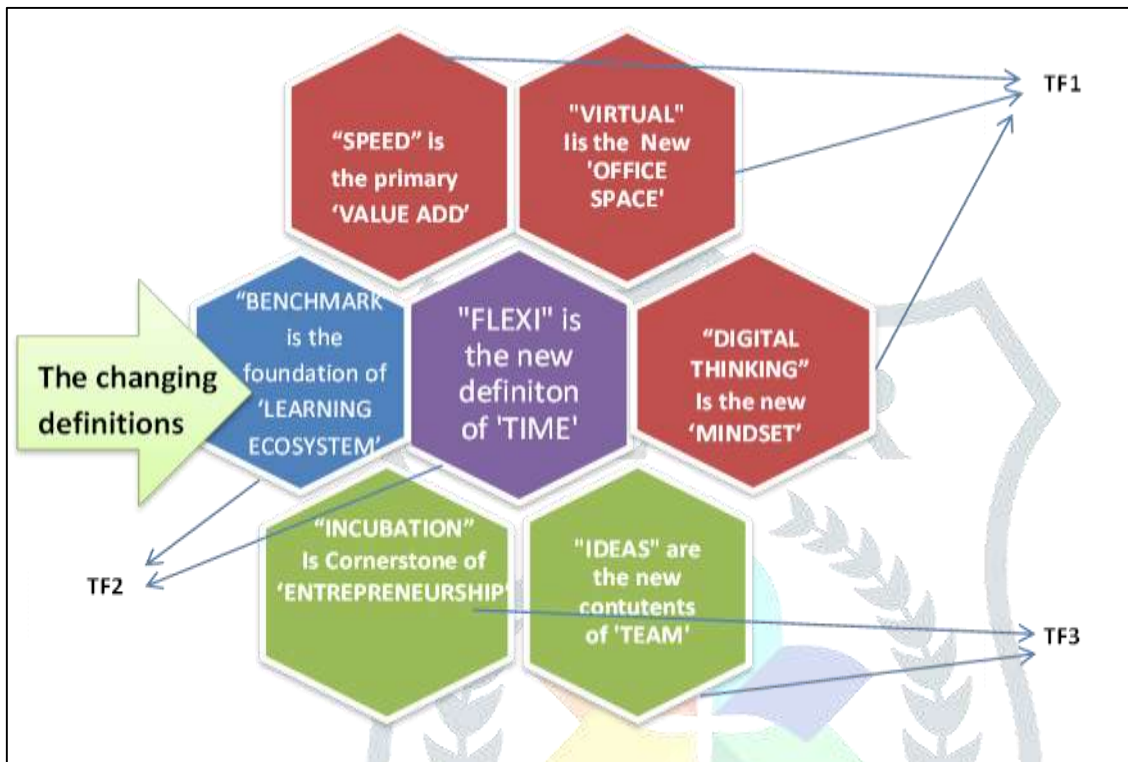 “SPEED” is
the primary
‘VALUE ADD’
"VIRTUAL"
Iis the New
'OFFICE
SPACE'
TF1
The changing
definitions
“BENCHMARK
is the
foundation of
‘LEARNING
ECOSYSTEM’
"FLEXI" is
the new
definiton
of 'TIME'
“DIGITAL
THINKING”
Is the new
‘MINDSET’
TF2
“INCUBATION”
Is Cornerstone of
‘ENTREPRENEURSHIP’
"IDEAS" are
the new
contutents
of 'TEAM'
TF3